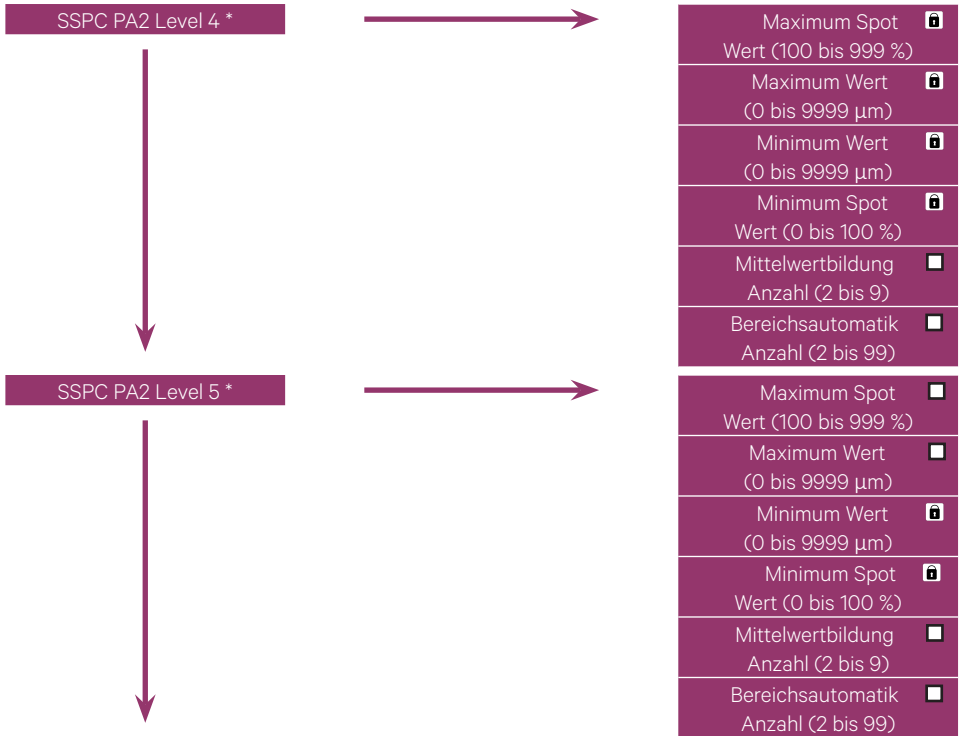 SSPC PA2 Level 4 *
Maximum Spot
Wert (100 bis 999 %)
Maximum Wert
(0 bis 9999 µm)
Minimum Wert
(0 bis 9999 µm)
Minimum Spot
Wert (0 bis 100 %)
Mittelwertbildung
Anzahl (2 bis 9)
Bereichsautomatik
Anzahl (2 bis 99)
SSPC PA2 Level 5 *
Maximum Spot
Wert (100 bis 999 %)
Maximum Wert
(0 bis 9999 µm)
Minimum Wert
(0 bis 9999 µm)
Minimum Spot
Wert (0 bis 100 %)
Mittelwertbildung
Anzahl (2 bis 9)
Bereichsautomatik
Anzahl (2 bis 99)